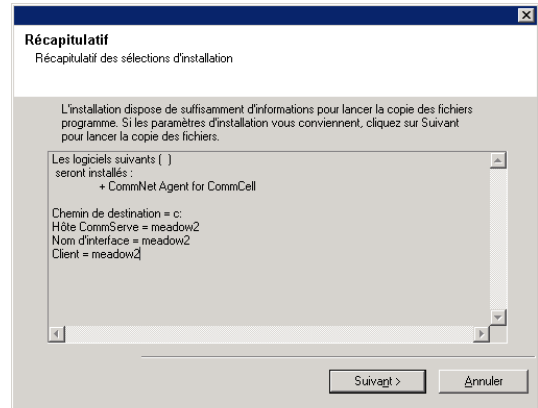 Récapitulatif
Récapitulatif des sélections d'installation
L'installation dispose de suffisamment d'informations pour lancer la copie des fichiers
programme. Si les paramètres d'installation vous conviennent, cliquez sur Suivant
pour lancer la copie des fichiers.
Les logiciels suivants ( )
seront installés :
+ CommNet Agent for CommCell
Chemin de destination = c:
Hôte CommServe = meadow2
Nom d'interface = meadow2
Client = meadow2
Suivant >
Annuler